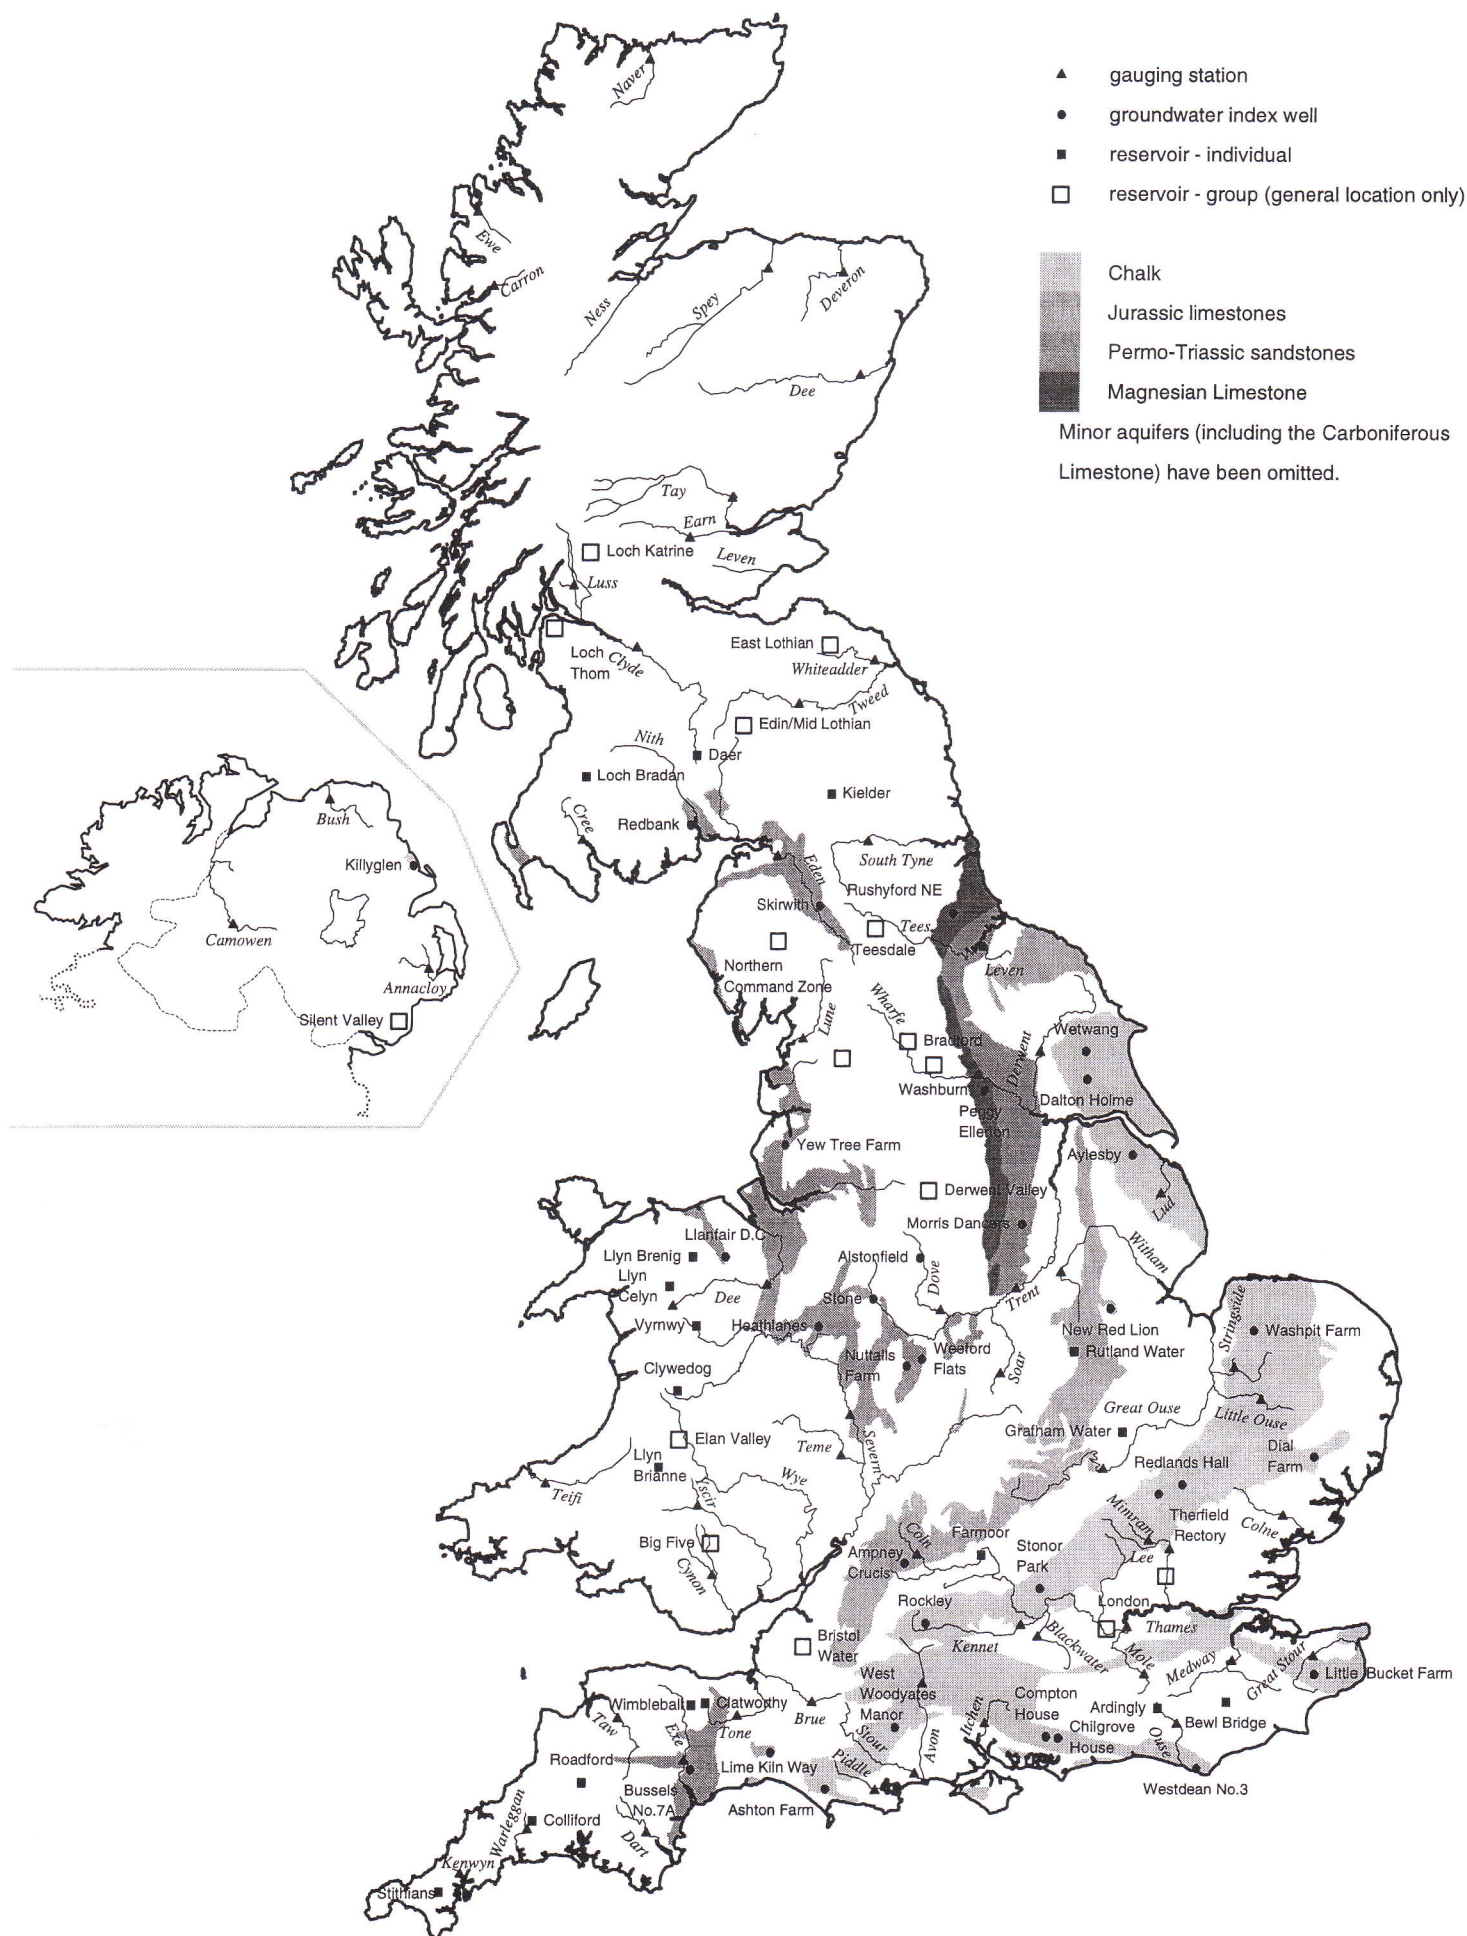 gauging station
groundwater index well
reservoir - individual
reservoir - group (general location only)
Chalk
Jurassic limestones
Permo-Triassic sandstones
Magnesian Limestone
Minor aquifers (including the Carboniferous
Limestone) have been omitted.
Naver
Ewe
Carron
Ness
Spey
Deveron
Dee
Tay
Earn
Loch Katrine
Leven
Luss
East Lothian
Loch
Thom
Clyde
Whiteadder
Tweed
Edin/Mid Lothian
Nith
Daer
Loch Bradan
Kielder
Cree
Redbank
Bush
Killyglen
Camowen
Annacloy
Silent Valley
South Tyne
Eden
Rushyford NE
Skirwith
Tees
Teesdale
Northern
Command Zone
Leven
Lune
Wharfe
Wetwang
Bradford
Derwent
Washburn
Dalton Holme
Peggy
Ellerton
Yew Tree Farm
Aylesby
Derwent Valley
Lud
Morris Dancers
Llanfair D.C
Llyn Brenig
Alstonfield
Witham
Llyn
Celyn
Dee
Dove
Stone
Trent
Stringside
Vyrnwy
Heathlanes
New Red Lion
Washpit Farm
Nuttalls
Farm
Weeford
Flats
Rutland Water
Soar
Clywedog
Great Ouse
Little Ouse
Grafham Water
Elan Valley
Teme
Severn
Dial
Farm
Llyn
Brianne
Redlands Hall
Wye
Teifi
Yscir
Mimram
Therfield
Rectory
Colne
Big Five
Coln
Farmoor
Ampney
Crucis
Stonor
Park
Lee
Cynon
Rockley
London
Thames
Bristol
Water
Kennet
Blackwater
Mole
Medway
Great Stour
Little Bucket Farm
West
Woodyates
Manor
Wimbleball
Clatworthy
Compton
House
Ardingly
Bewl Bridge
Taw
Exe
Tone
Brue
Itchen
Chilgrove
House
Stour
Avon
Ouse
Roadford
Lime Kiln Way
Piddle
Bussels
No.7A
Ashton Farm
Westdean No.3
Warleggan
Colliford
Dart
Kenwyn
Stithians